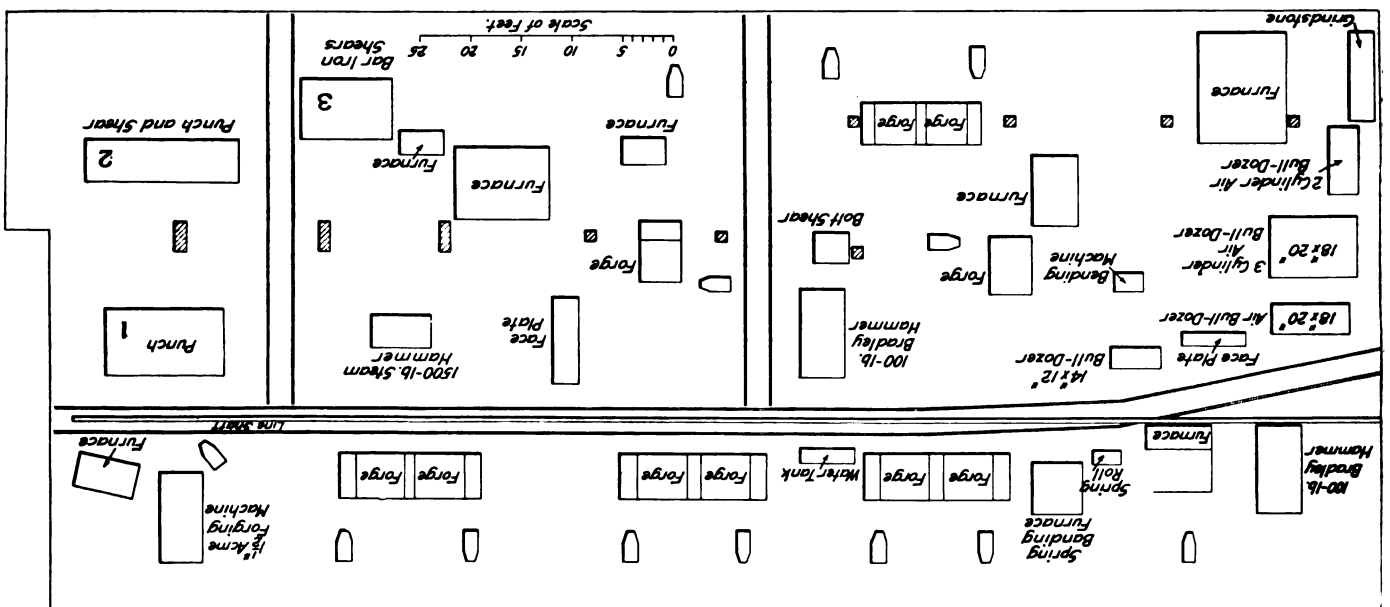 100-lb.
Bradley
Hammer
Furnace
Spring
Roll
Spring
Banding
Furnace
Forge Forge
Water Tank
Forge Forge
Forge Forge
1½" Acme
Forging
Machine
Furnace
Line Shaft
18"x 20"
Air Bull-Dozer
Face Plate
14"x 12"
Bull-Dozer
18"x 20"
3 Cylinder
Air
Bull-Dozer
Bending
Machine
Forge
100-lb.
Bradley
Hammer
Bolt Shear
2 Cylinder Air
Bull-Dozer
Furnace
Furnace
Forge Forge
Grindstone
Face
Plate
Forge
1500-lb. Steam
Hammer
Furnace
Furnace
Furnace
3
Bar Iron
Shears
0 5 10 15 20 25
Scale of Feet.
Punch
1
2
Punch and Shear